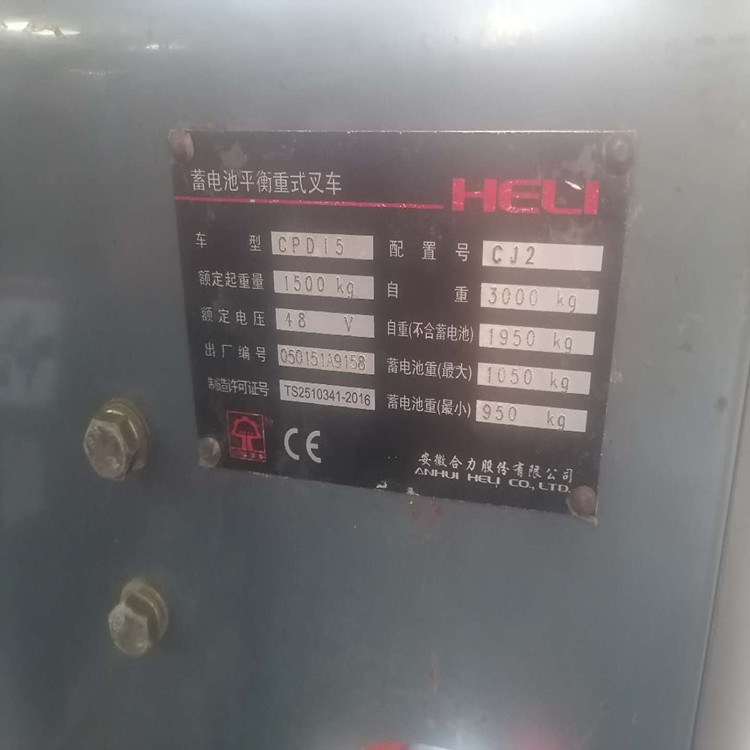 蓄电池平衡重式叉车
HELI
车型 CPD15 配置号 CJ2
额定起重量 1500 kg 自重 3000 kg
额定电压 48 V 自重(不含蓄电池) 1950 kg
出厂编号 050151A9158 蓄电池重(最大) 1050 kg
制造许可证号 TS2510341-2016 蓄电池重(最小) 950 kg
CE
安徽合力股份有限公司
ANHUI HELI CO., LTD.